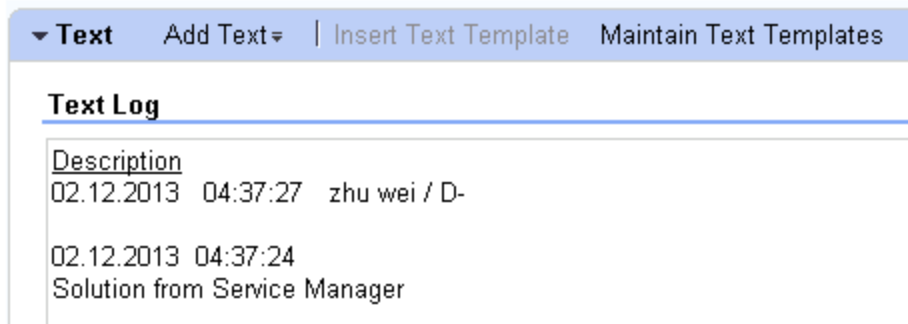 Text Add Text | Insert Text Template Maintain Text Templates
Text Log
Description
02.12.2013 04:37:27 zhu wei / D-
02.12.2013 04:37:24
Solution from Service Manager